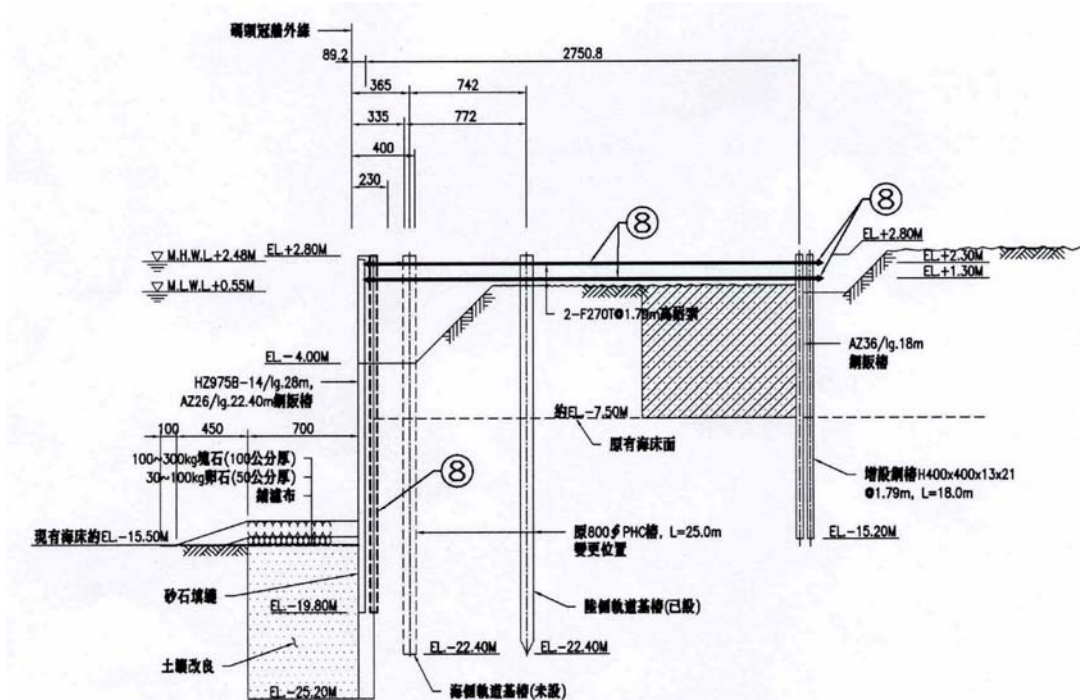 碼頭冠牆外緣
89.2
2750.8
365
742
335
772
400
230
⑧
⑧
EL.+2.80M
M.H.W.L.+2.48M
EL.+2.80M
EL.+2.30M
M.L.W.L.+0.55M
EL.+1.30M
2-F270T@1.79m高耐索
EL.-4.00M
AZ36/lg.18m
鋼鈑樁
HZ975B-14/lg.28m,
AZ26/lg.22.40m鋼鈑樁
約EL.-7.50M
原有海床面
100
450
700
100~300kg塊石(100公分厚)
30~100kg卵石(50公分厚)
鋪濾布
⑧
增設鋼樁H400x400x13x21
@1.79m, L=18.0m
現有海床約EL.-15.50M
原800∮PHC樁, L=25.0m
變更位置
EL.-15.20M
砂石填縫
EL.-19.80M
陸側軌道基樁(已設)
EL.-22.40M
EL.-22.40M
土壤改良
海側軌道基樁(未設)
EL.-25.20M